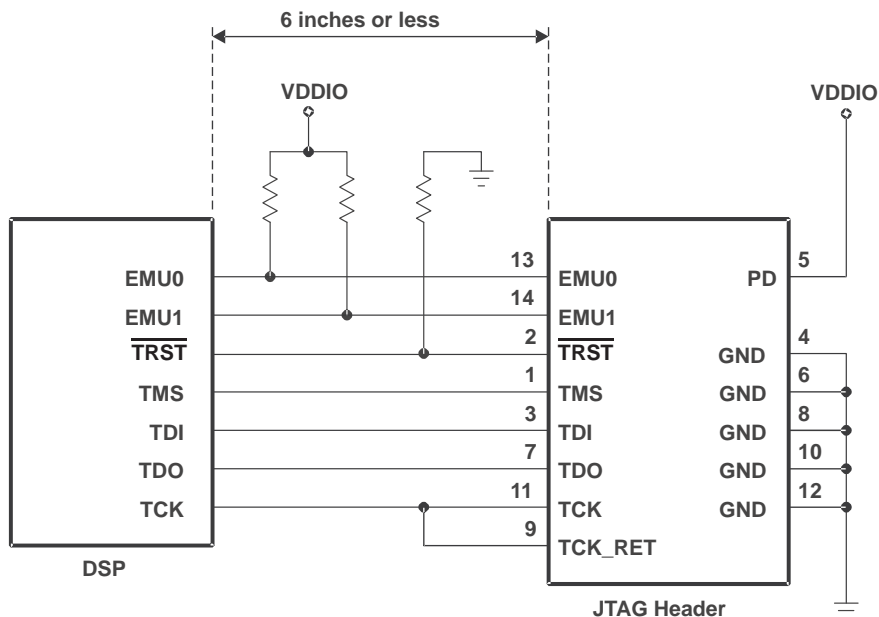 6 inches or less
VDDIO
VDDIO
13
5
EMU0
EMU0
PD
14
EMU1
EMU1
2
4
TRST
TRST
GND
1
6
TMS
TMS
GND
3
8
TDI
TDI
GND
7
10
TDO
TDO
GND
11
12
TCK
TCK
GND
9
TCK_RET
DSP
JTAG Header